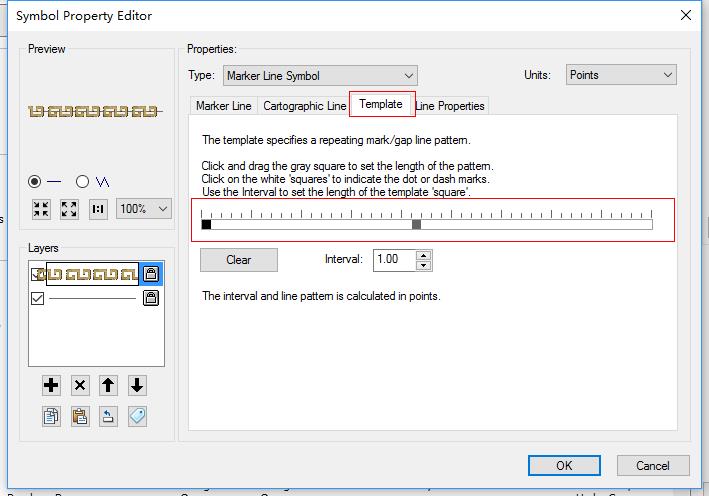 Symbol Property Editor
Preview
Properties:
Type: Marker Line Symbol
Units: Points
Marker Line Cartographic Line Template Line Properties
The template specifies a repeating mark/gap line pattern.
Click and drag the gray square to set the length of the pattern.
Click on the white 'squares' to indicate the dot or dash marks.
Use the Interval to set the length of the template 'square'.
1:1 100%
Layers
Clear Interval: 1.00
The interval and line pattern is calculated in points.
OK Cancel